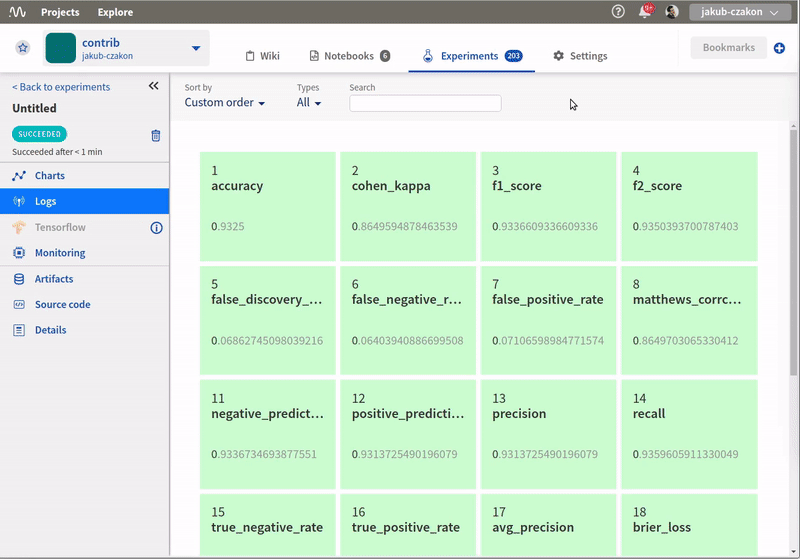 Projects Explore
9+
jakub-czakon
contrib
jakub-czakon
Wiki
Notebooks 6
Experiments 203
Settings
Bookmarks
< Back to experiments
Untitled
SUCCEEDED
Succeeded after < 1 min
Charts
Logs
Tensorflow
Monitoring
Artifacts
Source code
Details
Sort by
Custom order
Types
All
Search
1
accuracy
0.9325
2
cohen_kappa
0.8649594878463539
3
f1_score
0.9336609336609336
4
f2_score
0.9350393700787403
5
false_discovery_...
0.06862745098039216
6
false_negative_r...
0.06403940886699508
7
false_positive_rate
0.07106598984771574
8
matthews_corrc...
0.8649703065330412
11
negative_predict...
0.9336734693877551
12
positive_predicti...
0.9313725490196079
13
precision
0.9313725490196079
14
recall
0.9359605911330049
15
true_negative_rate
16
true_positive_rate
17
avg_precision
18
brier_loss